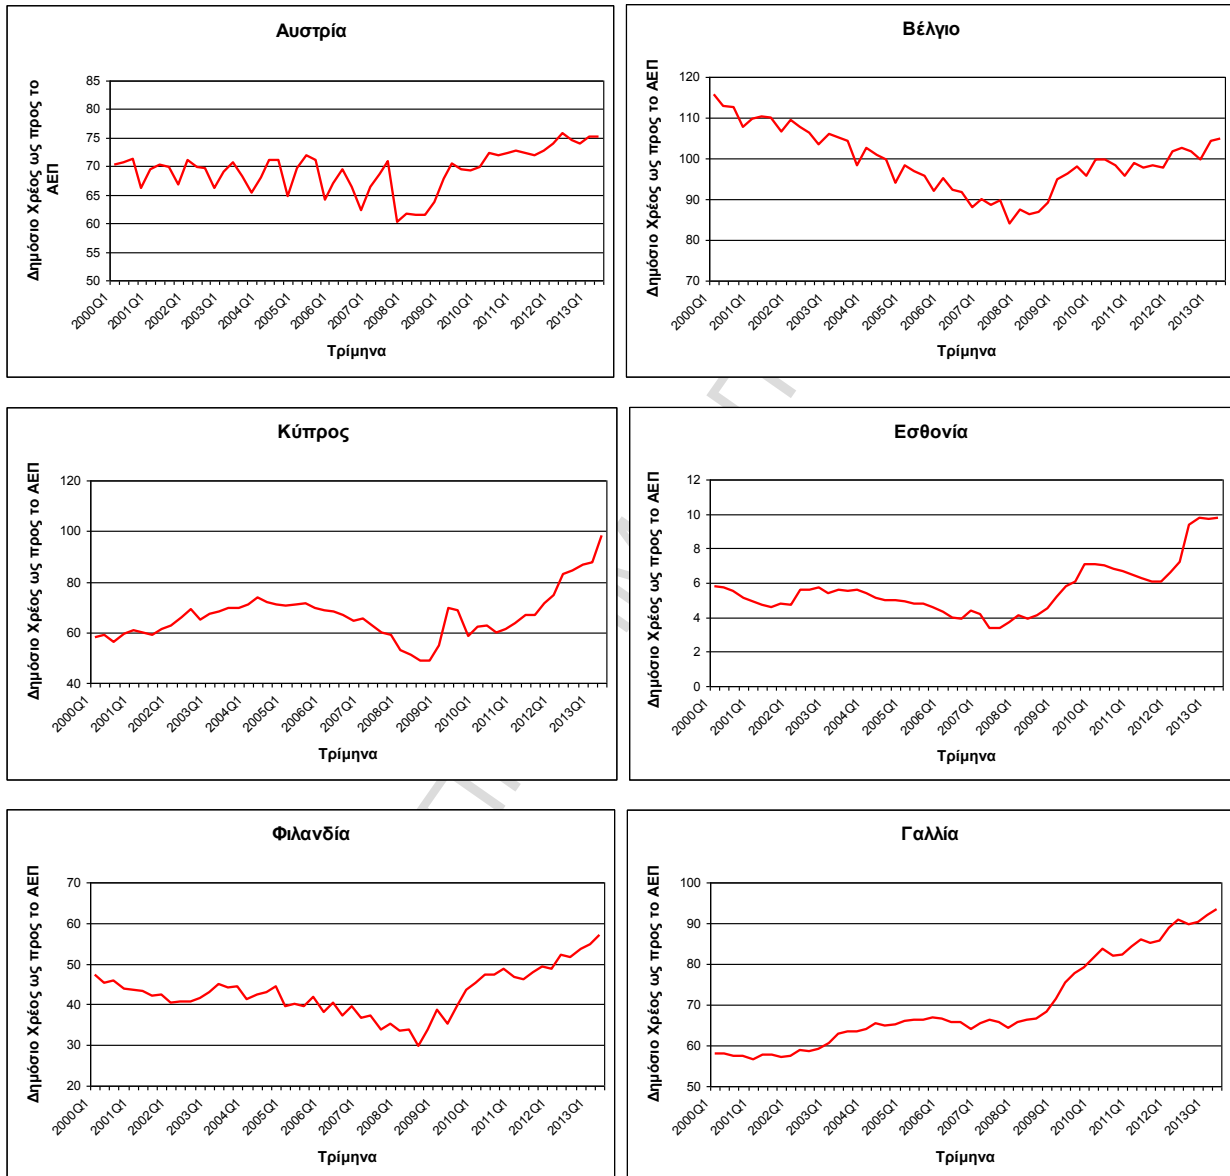 Αυστρία
Δημόσιο Χρέος ως προς το
ΑΕΠ
85
80
75
70
65
60
55
50
2000Q1
2001Q1
2002Q1
2003Q1
2004Q1
2005Q1
2006Q1
2007Q1
2008Q1
2009Q1
2010Q1
2011Q1
2012Q1
2013Q1
Τρίμηνα
Βέλγιο
Δημόσιο Χρέος ως προς το ΑΕΠ
120
110
100
90
80
70
2000Q1
2001Q1
2002Q1
2003Q1
2004Q1
2005Q1
2006Q1
2007Q1
2008Q1
2009Q1
2010Q1
2011Q1
2012Q1
2013Q1
Τρίμηνα
Κύπρος
Δημόσιο Χρέος ως προς το ΑΕΠ
120
100
80
60
40
2000Q1
2001Q1
2002Q1
2003Q1
2004Q1
2005Q1
2006Q1
2007Q1
2008Q1
2009Q1
2010Q1
2011Q1
2012Q1
2013Q1
Τρίμηνα
Εσθονία
Δημόσιο Χρέος ως προς το ΑΕΠ
12
10
8
6
4
2
0
2000Q1
2001Q1
2002Q1
2003Q1
2004Q1
2005Q1
2006Q1
2007Q1
2008Q1
2009Q1
2010Q1
2011Q1
2012Q1
2013Q1
Τρίμηνα
Φιλανδία
Δημόσιο Χρέος ως προς το ΑΕΠ
70
60
50
40
30
20
2000Q1
2001Q1
2002Q1
2003Q1
2004Q1
2005Q1
2006Q1
2007Q1
2008Q1
2009Q1
2010Q1
2011Q1
2012Q1
2013Q1
Τρίμηνα
Γαλλία
Δημόσιο Χρέος ως προς το ΑΕΠ
100
90
80
70
60
50
2000Q1
2001Q1
2002Q1
2003Q1
2004Q1
2005Q1
2006Q1
2007Q1
2008Q1
2009Q1
2010Q1
2011Q1
2012Q1
2013Q1
Τρίμηνα